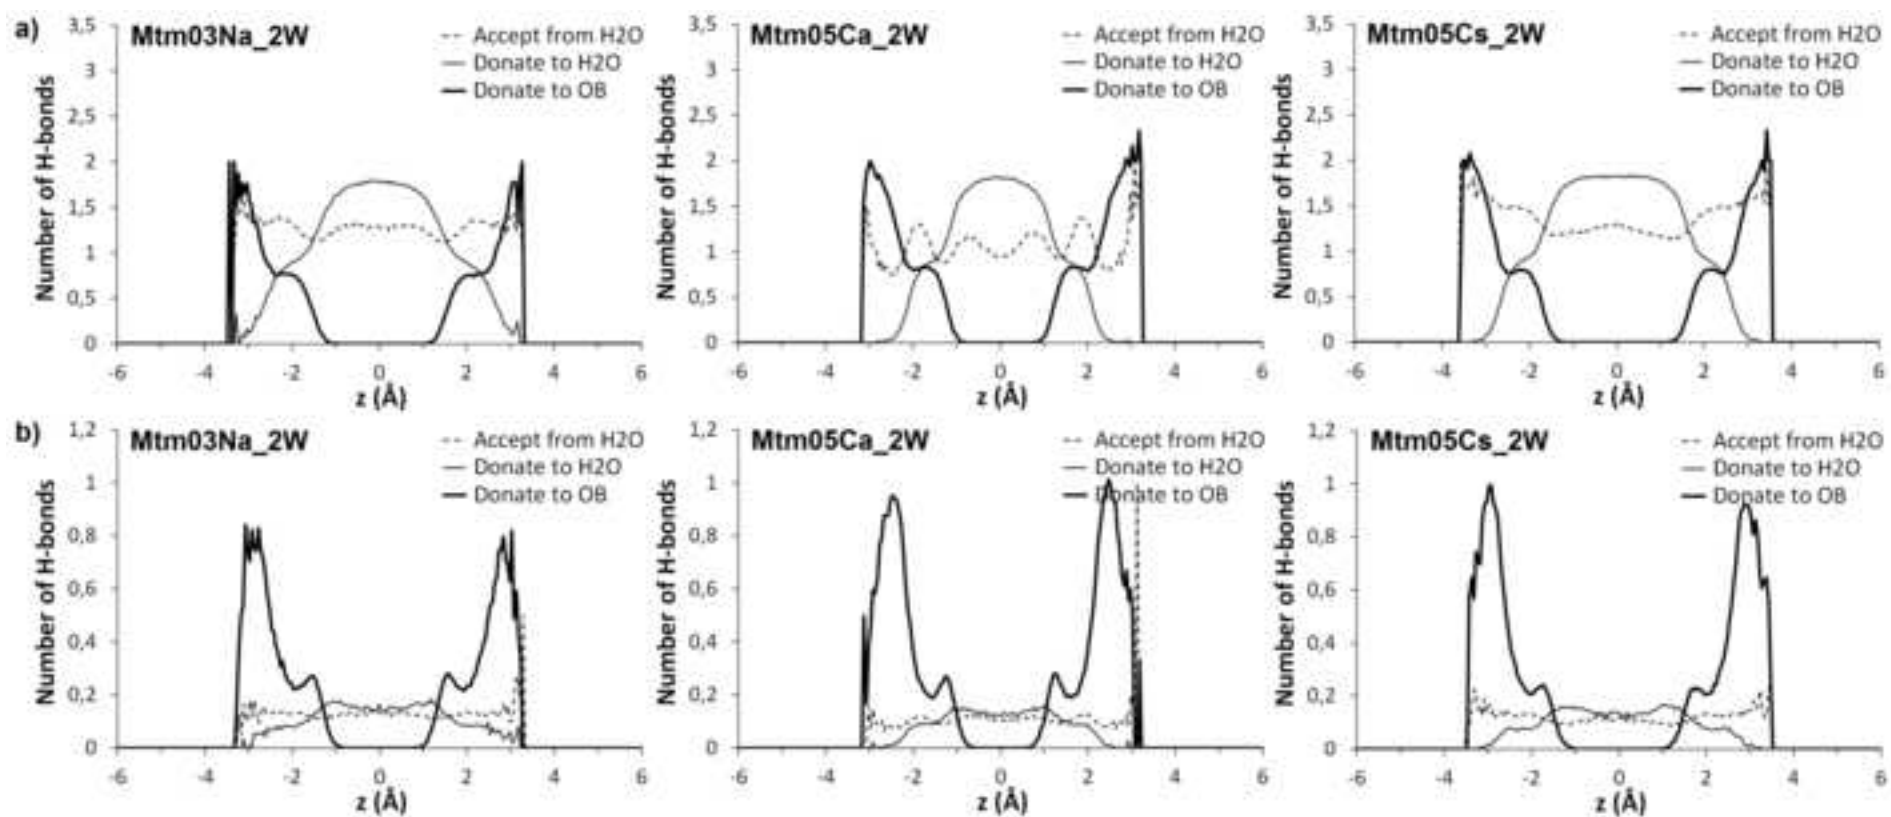 a)
Mtm03Na_2W
Accept from H2O
Donate to H2O
Donate to OB
Number of H-bonds
3,5
3
2,5
2
1,5
1
0,5
0
-6 -4 -2 0 2 4 6
z (Å)
Mtm05Ca_2W
Accept from H2O
Donate to H2O
Donate to OB
Number of H-bonds
3,5
3
2,5
2
1,5
1
0,5
0
-6 -4 -2 0 2 4 6
z (Å)
Mtm05Cs_2W
Accept from H2O
Donate to H2O
Donate to OB
Number of H-bonds
3,5
3
2,5
2
1,5
1
0,5
0
-6 -4 -2 0 2 4 6
z (Å)
b)
Mtm03Na_2W
Accept from H2O
Donate to H2O
Donate to OB
Number of H-bonds
1,2
1
0,8
0,6
0,4
0,2
0
-6 -4 -2 0 2 4 6
z (Å)
Mtm05Ca_2W
Accept from H2O
Donate to H2O
Donate to OB
Number of H-bonds
1,2
1
0,8
0,6
0,4
0,2
0
-6 -4 -2 0 2 4 6
z (Å)
Mtm05Cs_2W
Accept from H2O
Donate to H2O
Donate to OB
Number of H-bonds
1,2
1
0,8
0,6
0,4
0,2
0
-6 -4 -2 0 2 4 6
z (Å)